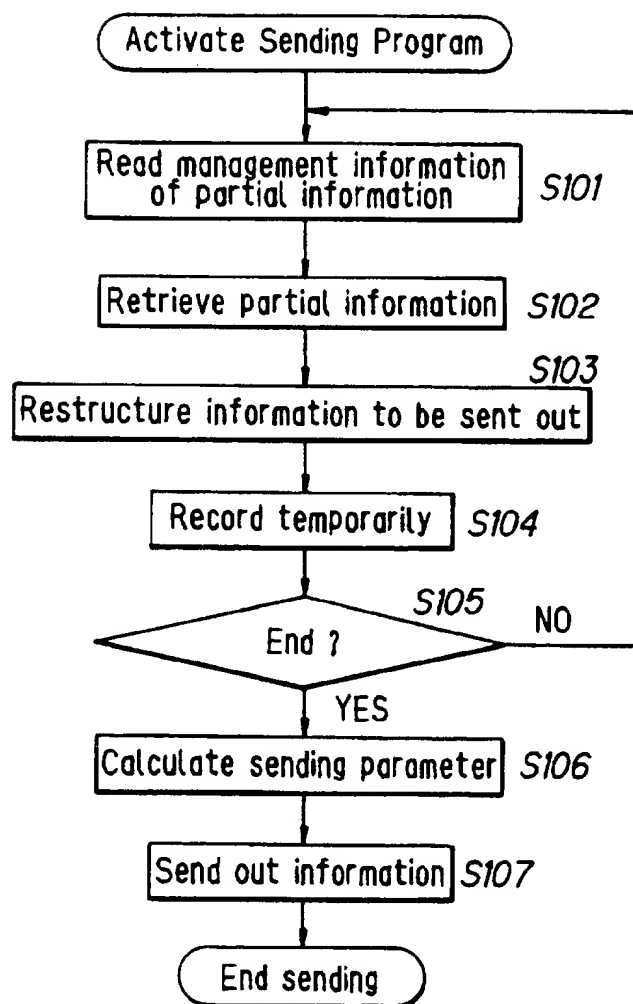 Activate Sending Program
Read management information
of partial information
S101
Retrieve partial information
S102
S103
Restructure information to be sent out
Record temporarily
S104
S105
End ?
NO
YES
Calculate sending parameter
S106
Send out information
S107
End sending